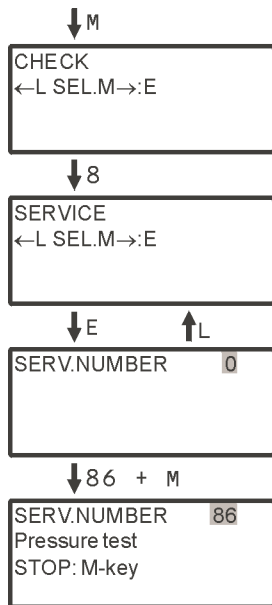 M
CHECK
←L SEL.M→:E
8
SERVICE
←L SEL.M→:E
E L
SERV.NUMBER 0
86 + M
SERV.NUMBER 86
Pressure test
STOP: M-key